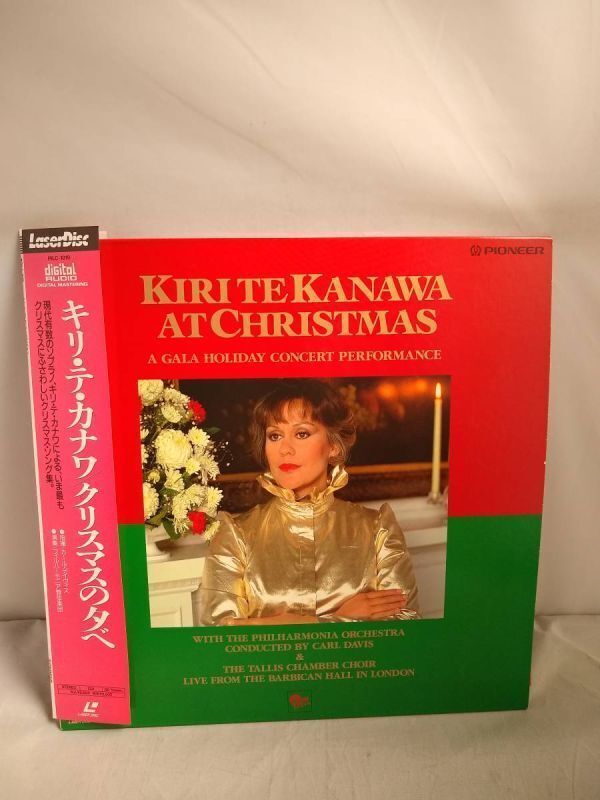 LaserDisc
digital
AUDIO
DIGITAL MASTERING
キリ・テ・カナワ クリスマスの夕べ
現代有数のソプラノ、キリ・テ・カナワによる、いま最も
クリスマスにふさわしいクリスマス・ソング集。
STEREO
PIONEER
KIRI TE KANAWA
AT CHRISTMAS
A GALA HOLIDAY CONCERT PERFORMANCE
WITH THE PHILHARMONIA ORCHESTRA
CONDUCTED BY CARL DAVIS
&
THE TALLIS CHAMBER CHOIR
LIVE FROM THE BARBICAN HALL IN LONDON